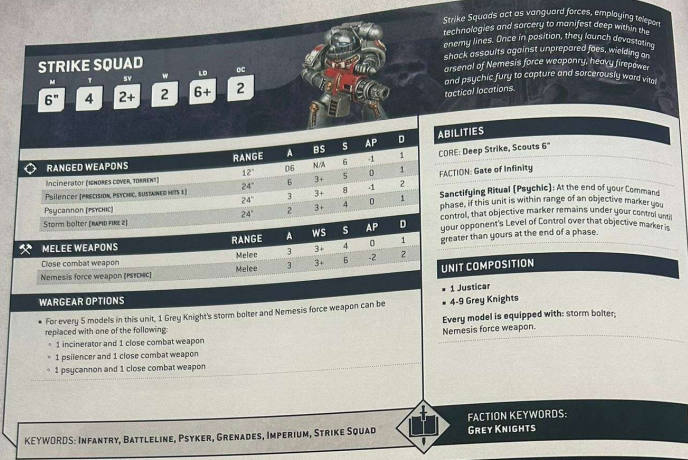 Strike Squads act as vanguard forces, employing teleport
technologies and sorcery to manifest deep within the
enemy lines. Once in position, they launch devastating
shock assaults against unprepared foes, wielding an
arsenal of Nemesis force weaponry, heavy firepower
and psychic fury to capture and sorcerously ward vital
tactical locations.
STRIKE SQUAD
M T SV W LD OC
6" 4 2+ 2 6+ 2
RANGED WEAPONS RANGE A BS S AP D
Incinerator [IGNORES COVER, TORRENT] 12" D6 N/A 6 -1 1
Psilencer [PRECISION, PSYCHIC, SUSTAINED HITS 1] 24" 6 3+ 5 0 1
Psycannon [PSYCHIC] 24" 3 3+ 8 -1 2
Storm bolter [RAPID FIRE 2] 24" 2 3+ 4 0 1
MELEE WEAPONS RANGE A WS S AP D
Close combat weapon Melee 3 3+ 4 0 1
Nemesis force weapon [PSYCHIC] Melee 3 3+ 6 -2 2
WARGEAR OPTIONS
• For every 5 models in this unit, 1 Grey Knight's storm bolter and Nemesis force weapon can be
replaced with one of the following:
◦ 1 incinerator and 1 close combat weapon
◦ 1 psilencer and 1 close combat weapon
◦ 1 psycannon and 1 close combat weapon
ABILITIES
CORE: Deep Strike, Scouts 6"
FACTION: Gate of Infinity
Sanctifying Ritual (Psychic): At the end of your Command
phase, if this unit is within range of an objective marker you
control, that objective marker remains under your control until
your opponent's Level of Control over that objective marker is
greater than yours at the end of a phase.
UNIT COMPOSITION
▪ 1 Justicar
▪ 4-9 Grey Knights
Every model is equipped with: storm bolter;
Nemesis force weapon.
KEYWORDS: INFANTRY, BATTLELINE, PSYKER, GRENADES, IMPERIUM, STRIKE SQUAD
FACTION KEYWORDS:
GREY KNIGHTS